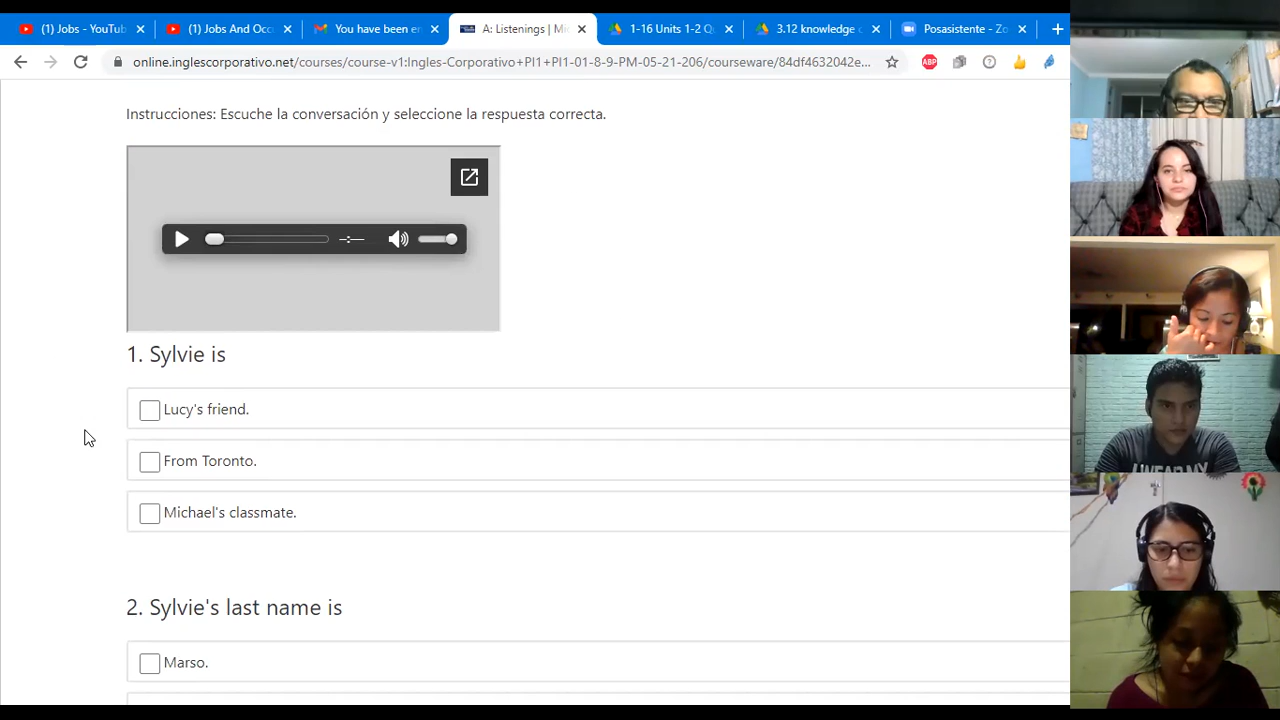 (1) Jobs - YouTub
(1) Jobs And Occ
You have been e
A: Listenings | Mi
1-16 Units 1-2 Q
3.12 knowledge c
Posasistente - Zo
online.inglescorporativo.net/courses/course-v1:Ingles-Corporativo+PI1+PI1-01-8-9-PM-05-21-206/courseware/84df4632042e...
ABP
Instrucciones: Escuche la conversación y seleccione la respuesta correcta.
--:--
1. Sylvie is
Lucy's friend.
From Toronto.
Michael's classmate.
2. Sylvie's last name is
Marso.